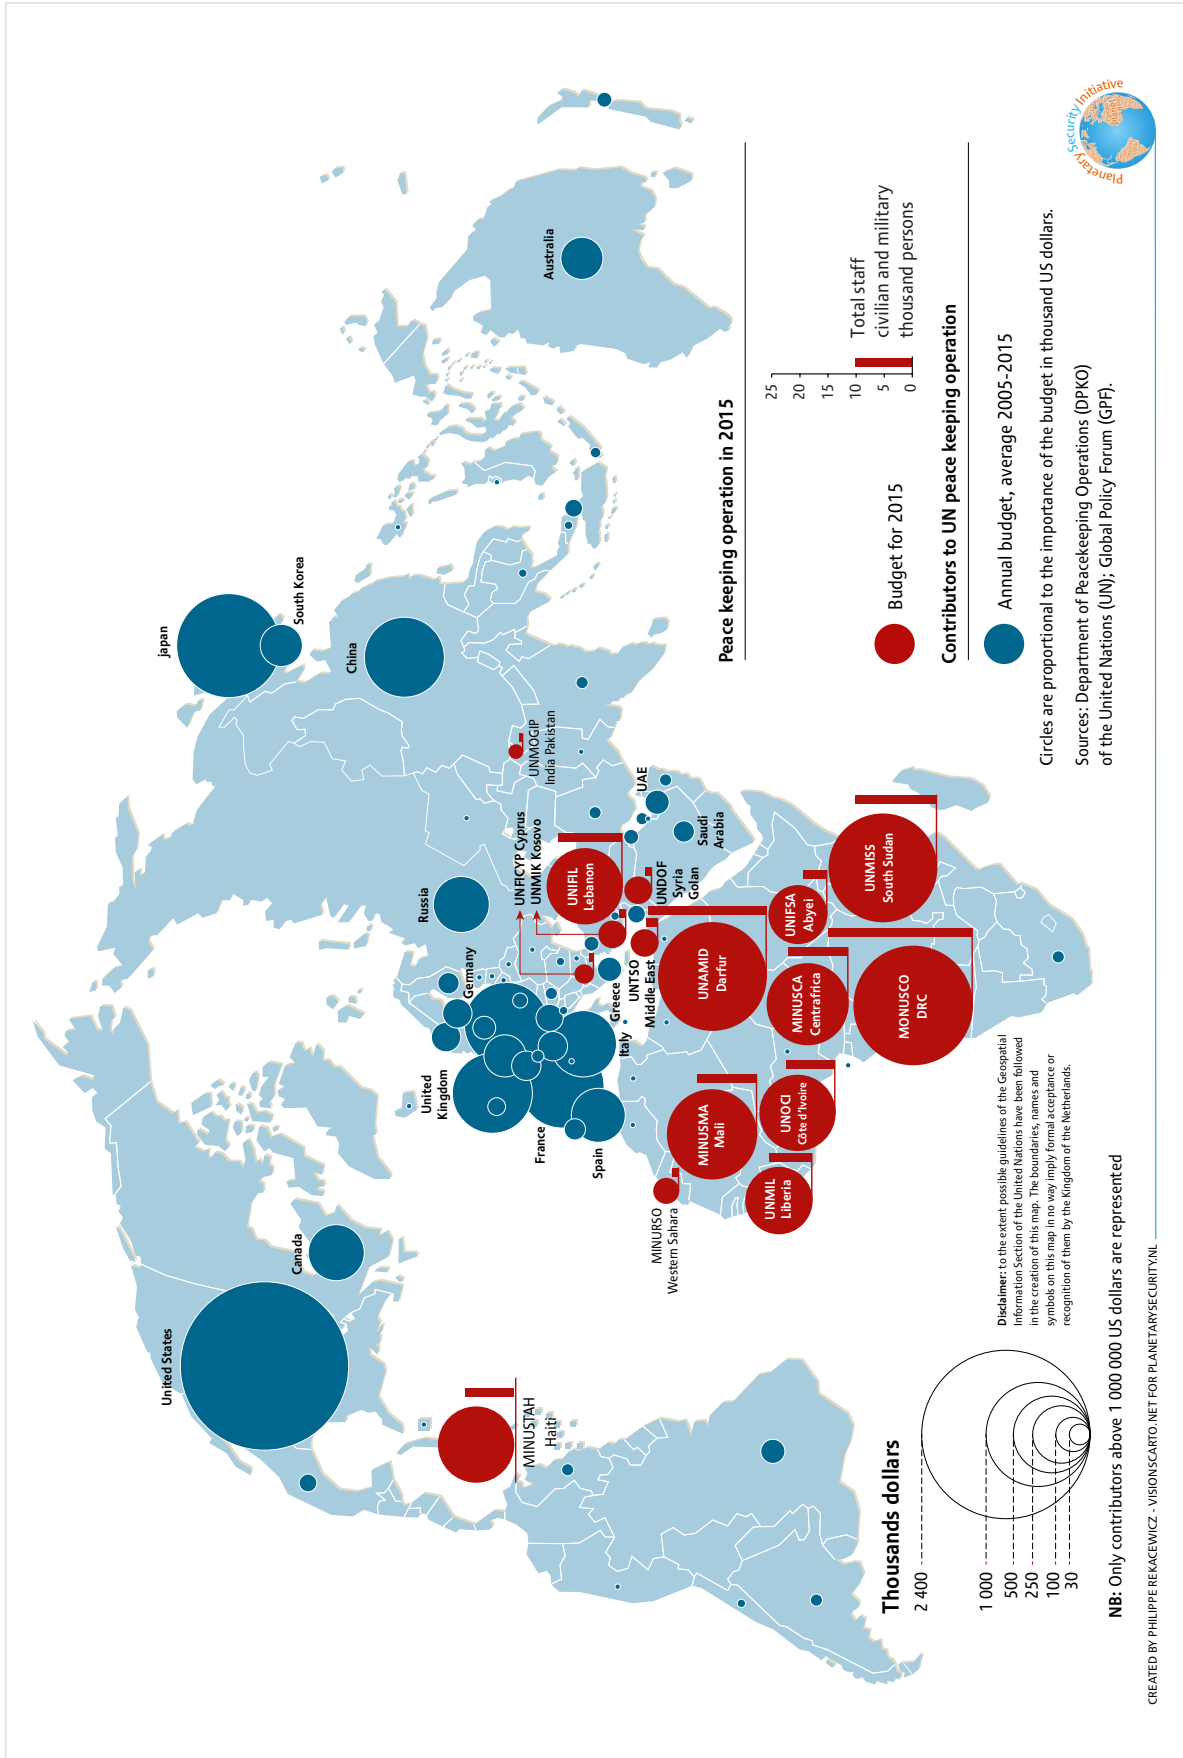 United States
Canada
MINUSTAH
Haiti
United
Kingdom
France
Spain
Italy
Germany
Greece
Russia
japan
South Korea
China
Australia
UNMOGIP
India Pakistan
UNFICYP Cyprus
UNMIK Kosovo
UNIFIL
Lebanon
UNDOF
Syria
Golan
UNTSO
Middle East
UAE
Saudi
Arabia
MINURSO
Western Sahara
MINUSMA
Mali
UNMIL
Liberia
UNOCI
Côte d'Ivoire
UNAMID
Darfur
MINUSCA
Centrafrica
UNIFSA
Abyei
UNMISS
South Sudan
MONUSCO
DRC
Peace keeping operation in 2015
Budget for 2015
25
20
15
10
5
0
Total staff
civilian and military
thousand persons
Contributors to UN peace keeping operation
Annual budget, average 2005-2015
Circles are proportional to the importance of the budget in thousand US dollars.
Sources: Department of Peacekeeping Operations (DPKO)
of the United Nations (UN); Global Policy Forum (GPF).
Thousands dollars
2 400
1 000
500
250
100
30
Disclaimer: to the extent possible guidelines of the Geospatial
Information Section of the United Nations have been followed
in the creation of this map. The boundaries, names and
symbols on this map in no way imply formal acceptance or
recognition of them by the Kingdom of the Netherlands.
NB: Only contributors above 1 000 000 US dollars are represented
CREATED BY PHILIPPE REKACEWICZ - VISIONSCARTO.NET FOR PLANETARYSECURITY.NL
Planetary Security Initiative